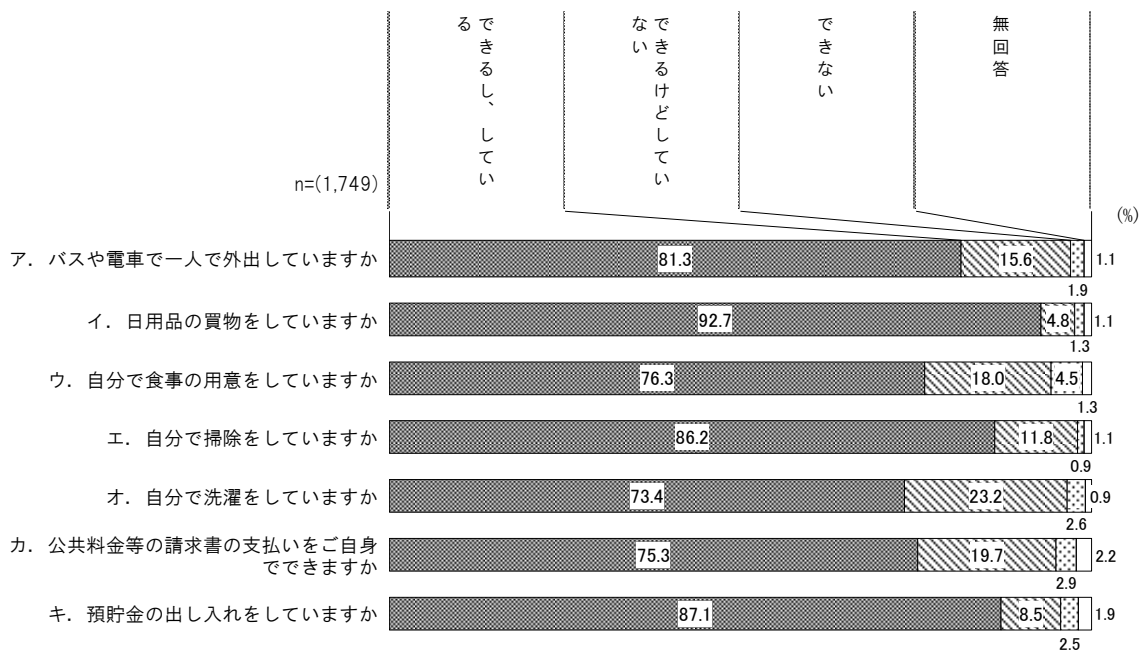 できるし、している
できるけどしていない
できない
無回答
n=(1,749)
(%)
ア．バスや電車で一人で外出していますか
81.3
15.6
1.9
1.1
イ．日用品の買物をしていますか
92.7
4.8
1.3
1.1
ウ．自分で食事の用意をしていますか
76.3
18.0
4.5
1.3
エ．自分で掃除をしていますか
86.2
11.8
0.9
1.1
オ．自分で洗濯をしていますか
73.4
23.2
2.6
0.9
カ．公共料金等の請求書の支払いをご自身
でできますか
75.3
19.7
2.9
2.2
キ．預貯金の出し入れをしていますか
87.1
8.5
2.5
1.9